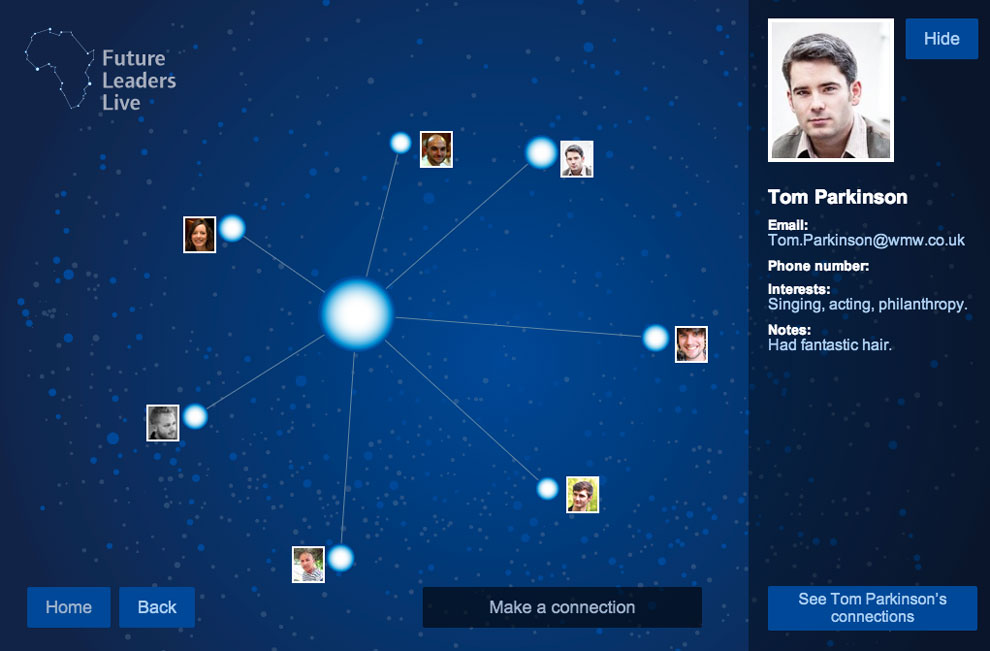 Future
Leaders
Live
Hide
Tom Parkinson
Email:
Tom.Parkinson@wmw.co.uk
Phone number:
Interests:
Singing, acting, philanthropy.
Notes:
Had fantastic hair.
Home
Back
Make a connection
See Tom Parkinson's
connections